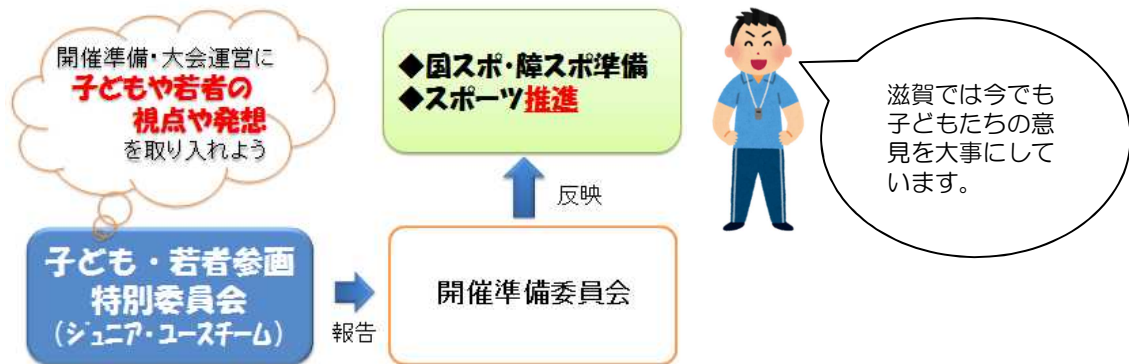 開催準備・大会運営に
子どもや若者の
視点や発想
を取り入れよう
◆国スポ・障スポ準備
◆スポーツ推進
滋賀では今でも
子どもたちの意
見を大事にして
います。
反映
子ども・若者参画
特別委員会
(ジュニア・ユースチーム)
報告
開催準備委員会